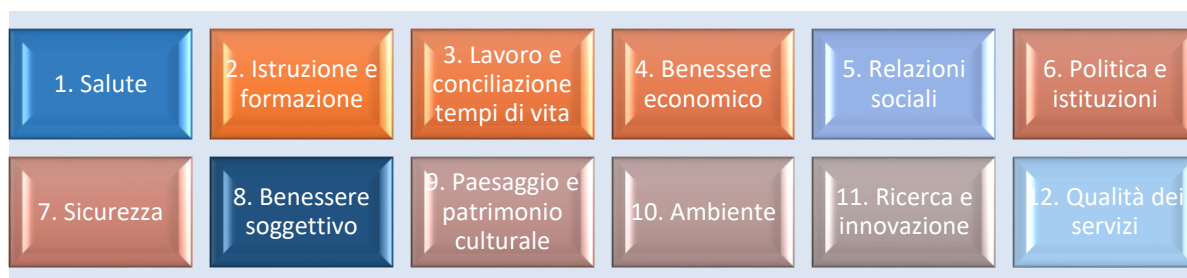 1. Salute
2. Istruzione e
formazione
3. Lavoro e
conciliazione
tempi di vita
4. Benessere
economico
5. Relazioni
sociali
6. Politica e
istituzioni
7. Sicurezza
8. Benessere
soggettivo
9. Paesaggio e
patrimonio
culturale
10. Ambiente
11. Ricerca e
innovazione
12. Qualità dei
servizi